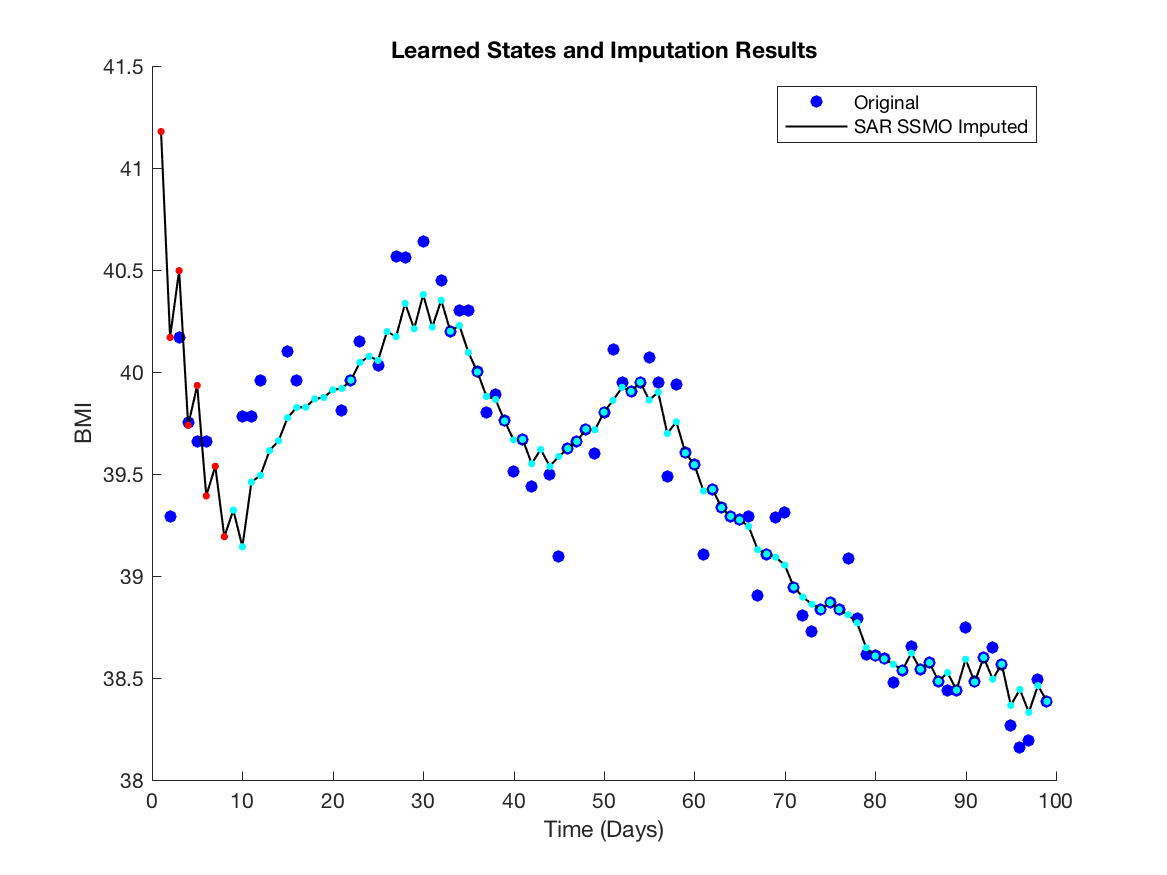 Learned States and Imputation Results
Original
SAR SSMO Imputed
41.5
41
40.5
40
39.5
39
38.5
38
BMI
0 10 20 30 40 50 60 70 80 90 100
Time (Days)